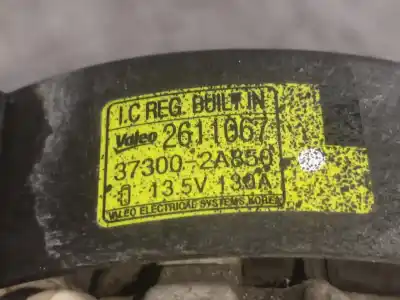 I.C REG. BUILT IN
Valeo 2611067
37300-2A850
13.5V 130A
VALEO ELECTRICAL SYSTEMS KOREA